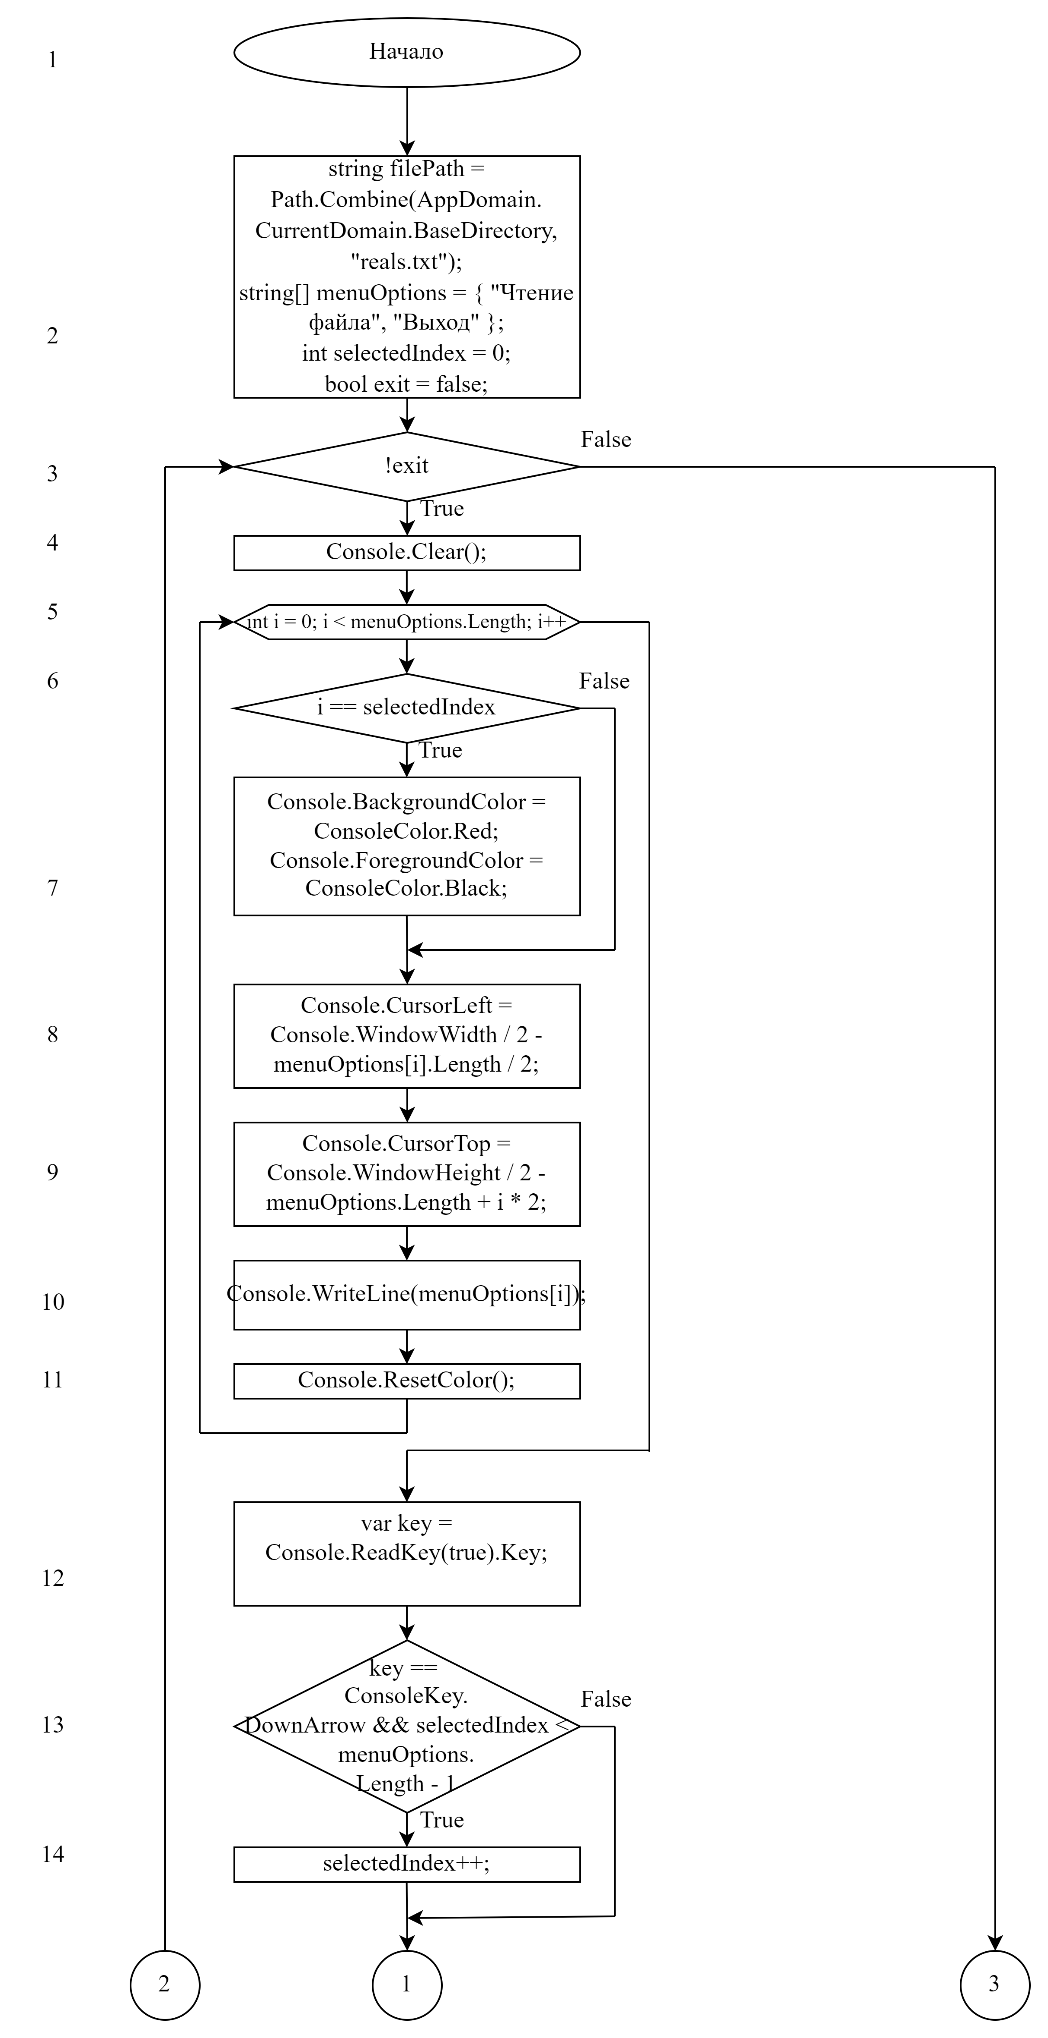 1
Начало
string filePath =
Path.Combine(AppDomain.
CurrentDomain.BaseDirectory,
"reals.txt");
string[] menuOptions = { "Чтение
файла", "Выход" };
2
int selectedIndex = 0;
bool exit = false;
False
3
!exit
True
4
Console.Clear();
5
int i = 0; i < menuOptions.Length; i++
6
False
i == selectedIndex
True
Console.BackgroundColor =
ConsoleColor.Red;
Console.ForegroundColor =
7
ConsoleColor.Black;
Console.CursorLeft =
8
Console.WindowWidth / 2 -
menuOptions[i].Length / 2;
Console.CursorTop =
9
Console.WindowHeight / 2 -
menuOptions.Length + i * 2;
10
Console.WriteLine(menuOptions[i]);
11
Console.ResetColor();
var key =
Console.ReadKey(true).Key;
12
key ==
ConsoleKey.
False
13
DownArrow && selectedIndex <
menuOptions.
Length - 1
True
14
selectedIndex++;
2
1
3